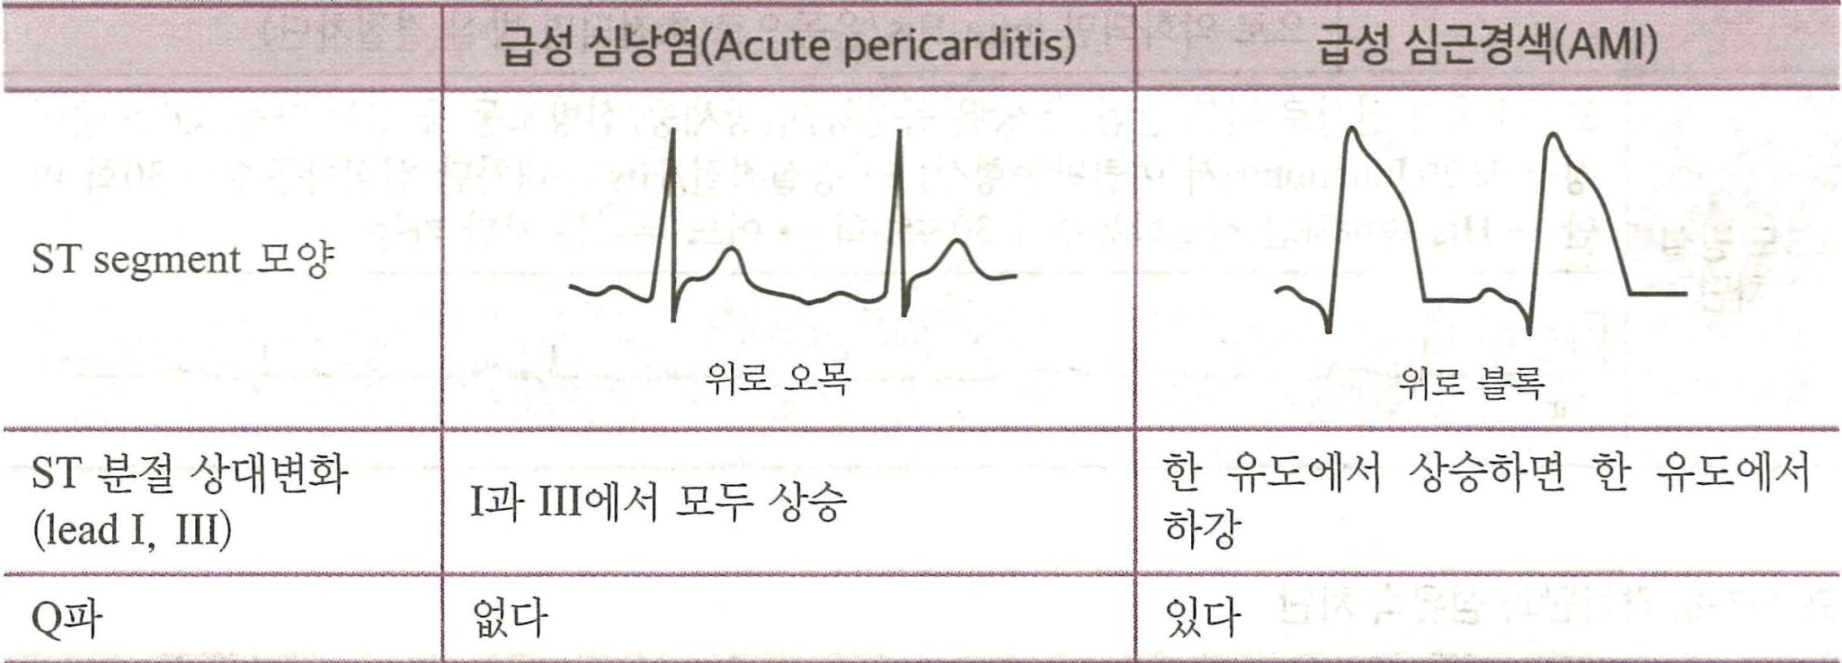 급성 심낭염(Acute pericarditis)
급성 심근경색(AMI)
ST segment 모양
위로 오목
위로 블록
ST 분절 상대변화
(lead I, III)
I과 III에서 모두 상승
한 유도에서 상승하면 한 유도에서
하강
Q파
없다
있다